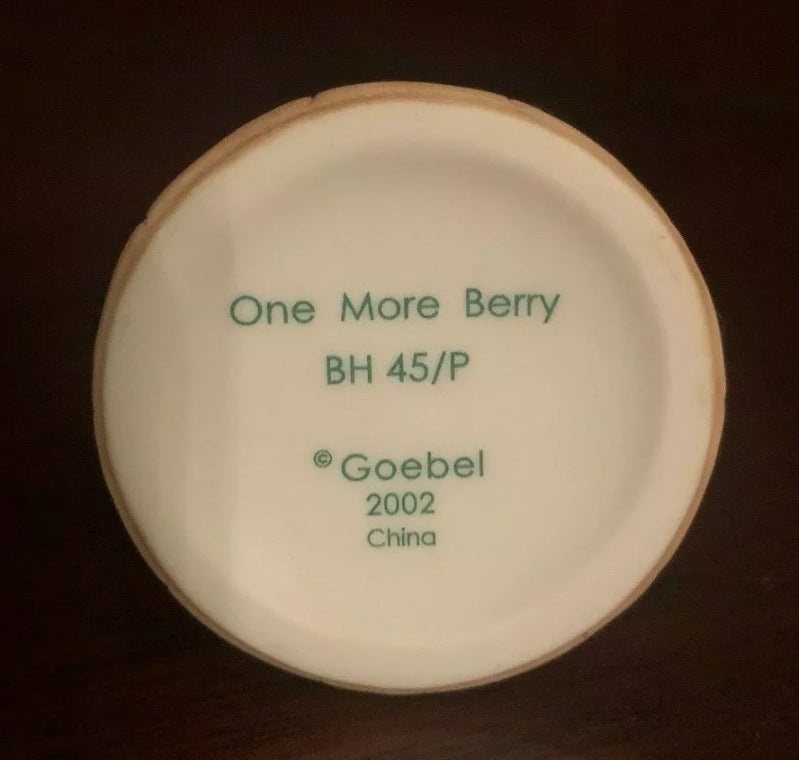 One More Berry
BH 45/P
© Goebel
2002
China